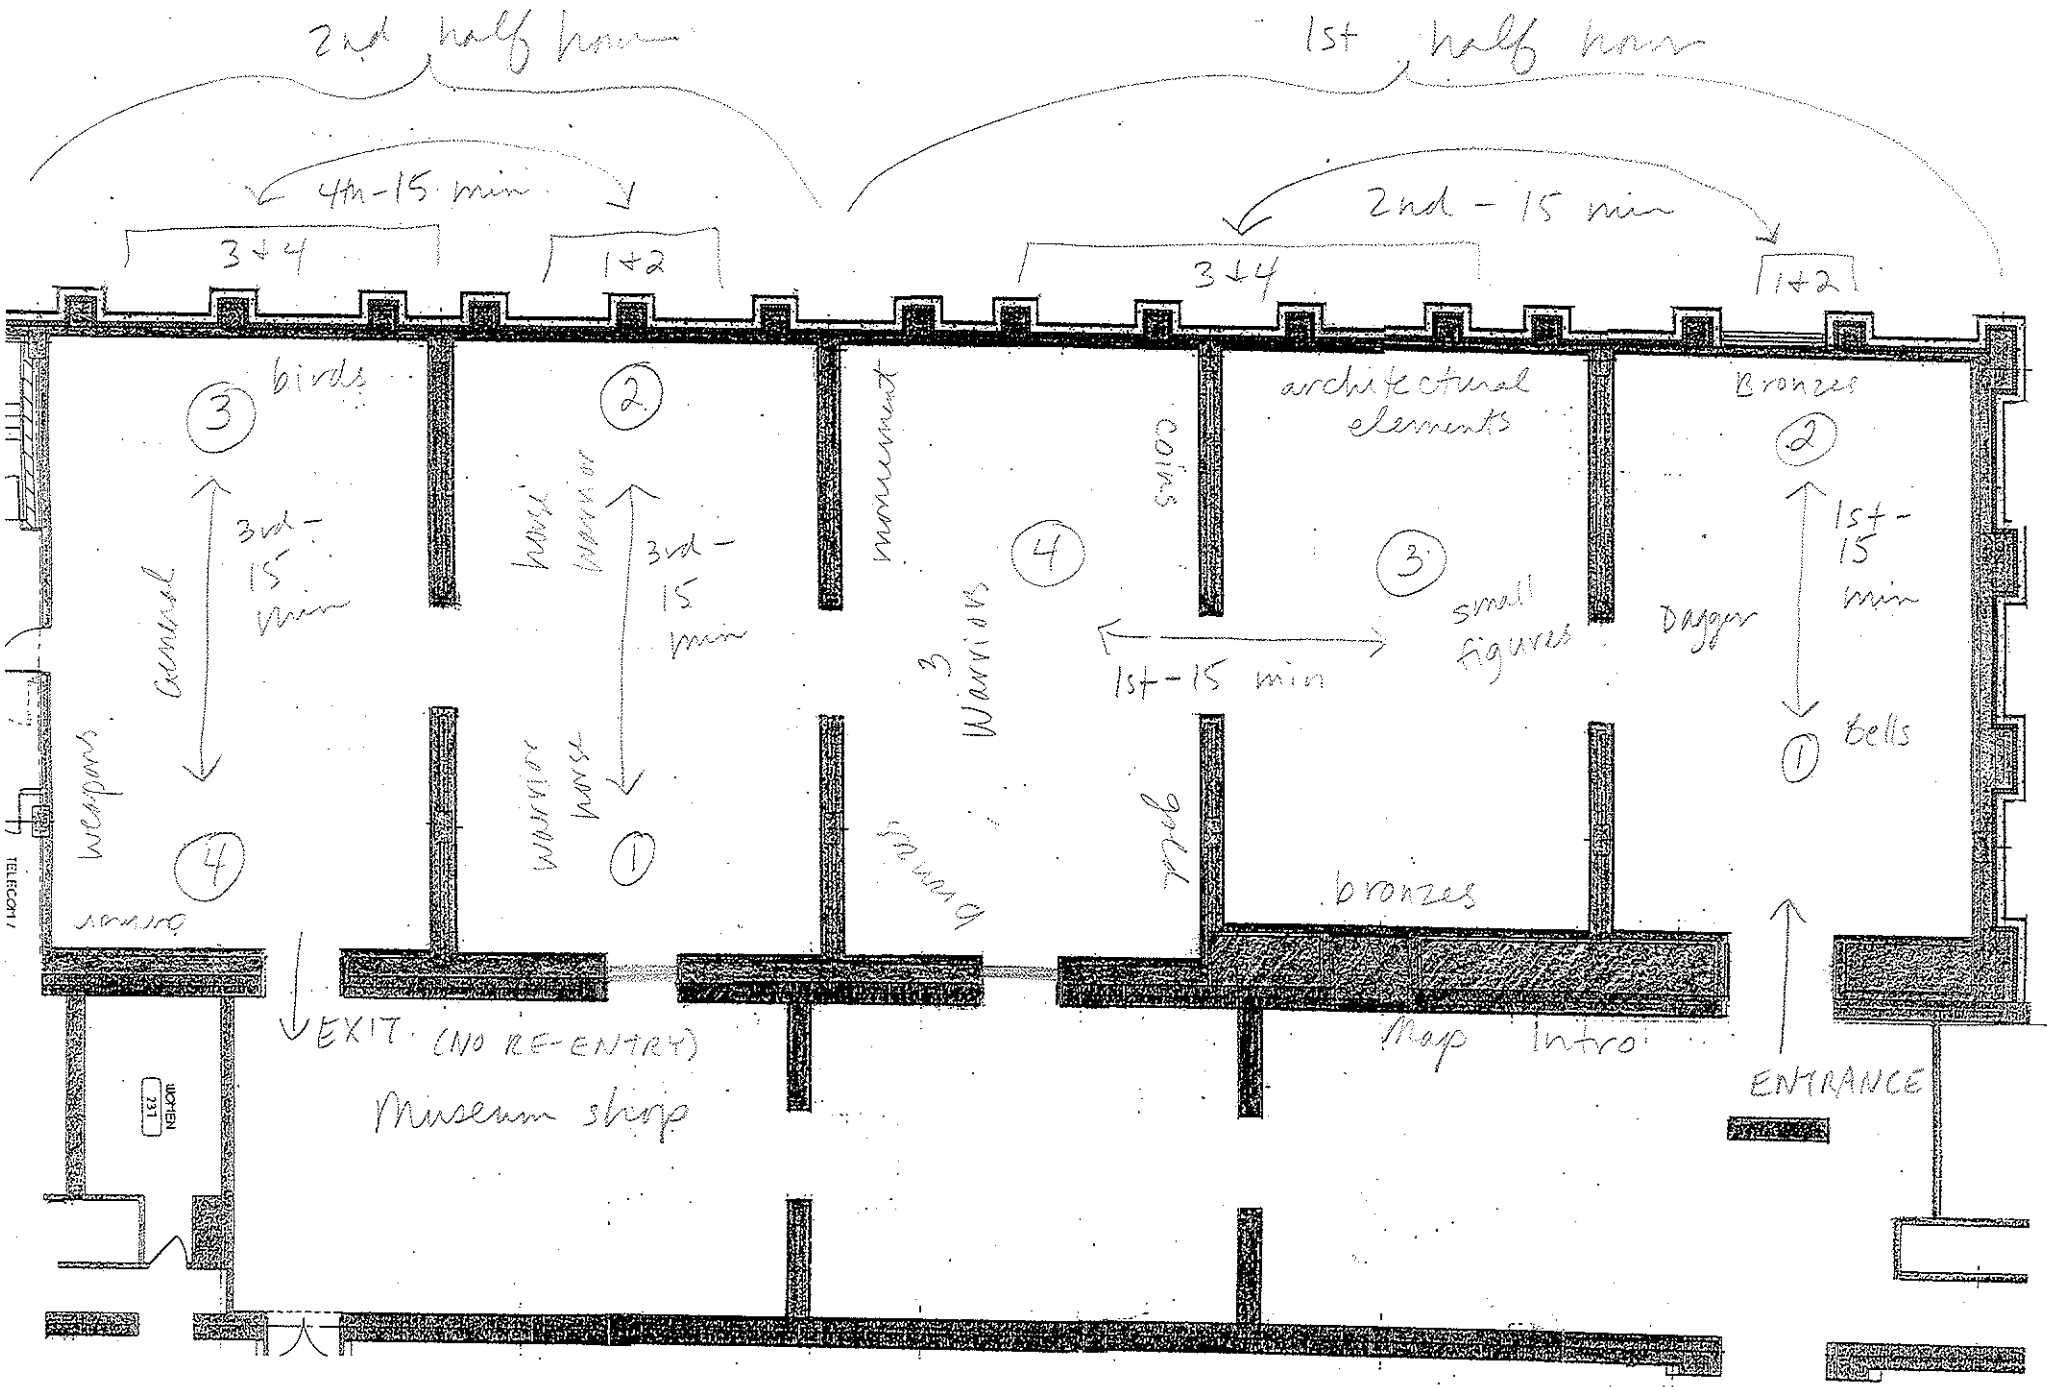 2nd half hour
1st half hour
4th-15 min
2nd - 15 min
3+4
1+2
3+4
1+2
birds
3
3rd -
15
min
General
weapons
4
armour
2
horse
warrior
3rd -
15
min
warrior
horse
1
monument
coins
4
3
Warriors
1st-15 min
gold
architectural
elements
3
small
figures
bronzes
Bronzes
2
1st-
15
min
Dagger
Bells
1
EXIT (NO RE-ENTRY)
Museum shop
Map Intro
ENTRANCE
TELECOM /
WOMEN
231